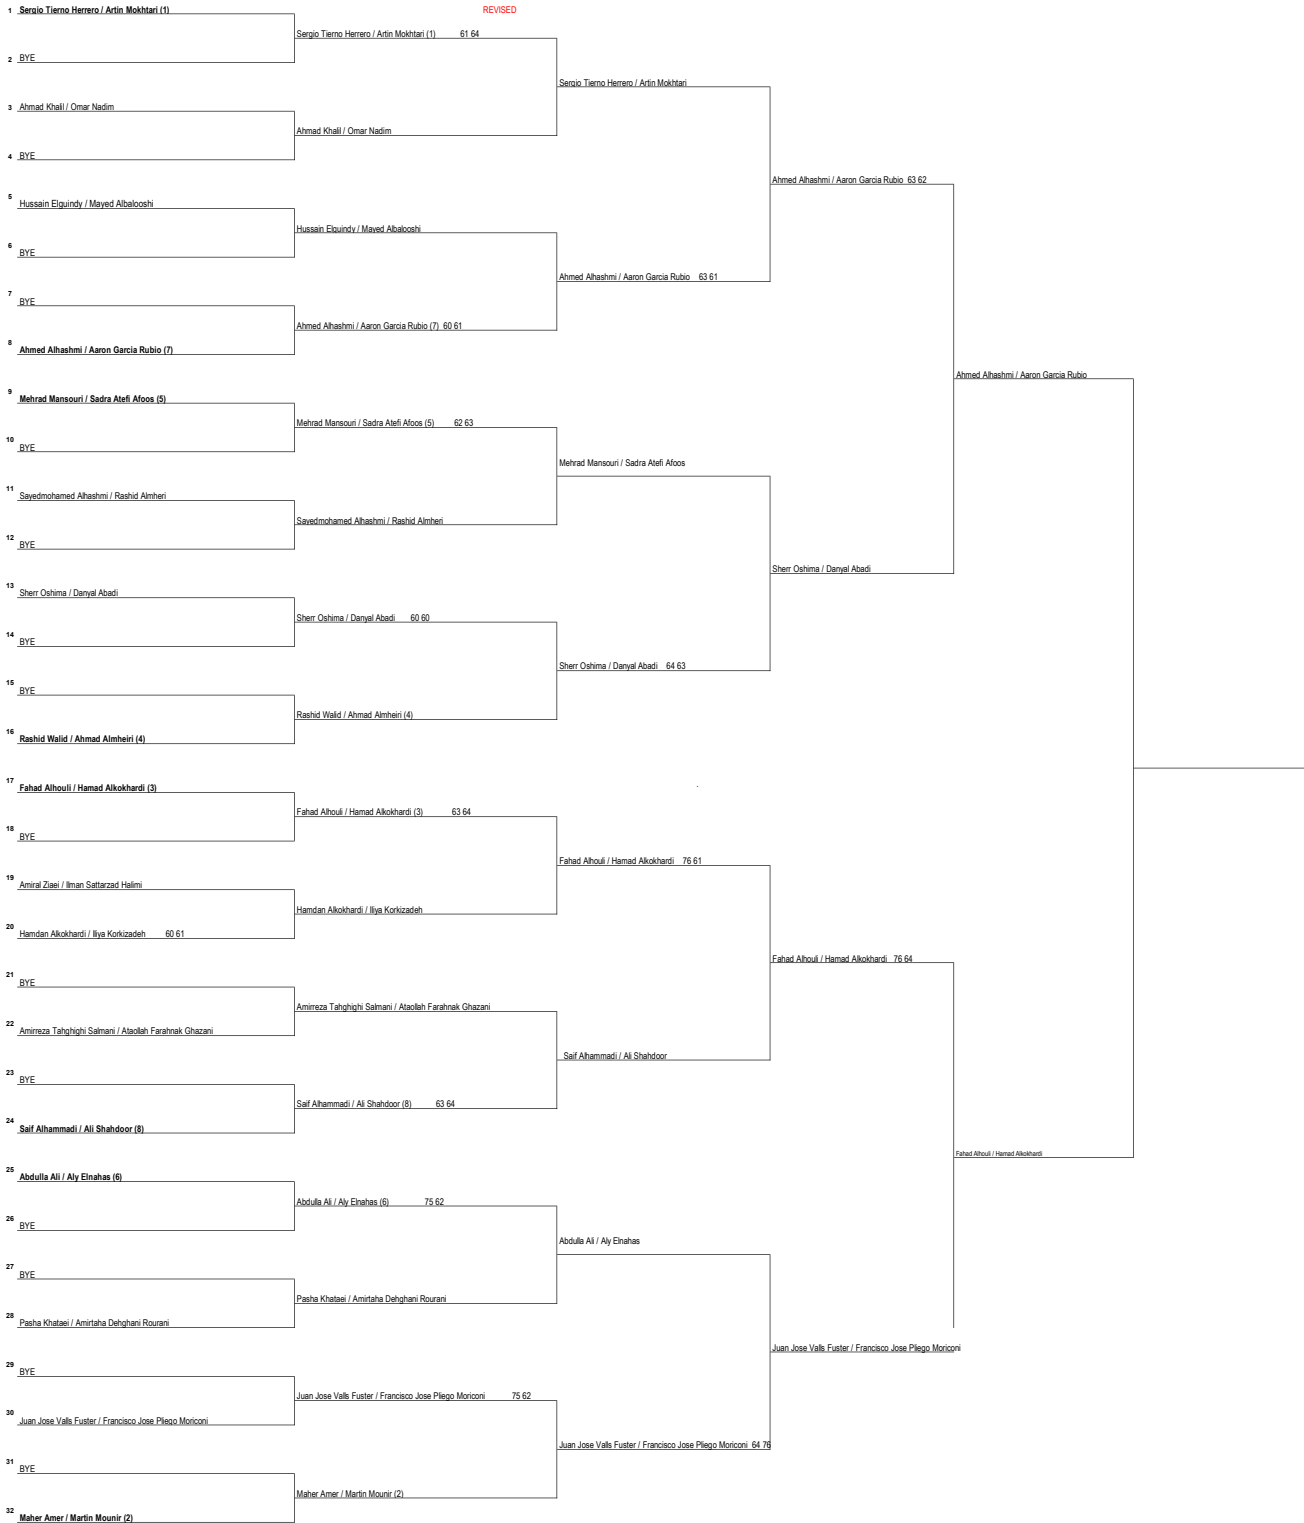 1 Sergio Tierno Herrero / Artin Mokhtari (1)
REVISED
Sergio Tierno Herrero / Artin Mokhtari (1) 61 64
2 BYE
Sergio Tierno Herrero / Artin Mokhtari
3 Ahmad Khalil / Omar Nadim
Ahmad Khalil / Omar Nadim
4 BYE
Ahmed Alhashmi / Aaron Garcia Rubio 63 62
5 Hussain Elguindy / Mayed Albalooshi
Hussain Elguindy / Mayed Albalooshi
6 BYE
Ahmed Alhashmi / Aaron Garcia Rubio 63 61
7 BYE
Ahmed Alhashmi / Aaron Garcia Rubio (7) 60 61
8 Ahmed Alhashmi / Aaron Garcia Rubio (7)
Ahmed Alhashmi / Aaron Garcia Rubio
9 Mehrad Mansouri / Sadra Atefi Afoos (5)
Mehrad Mansouri / Sadra Atefi Afoos (5) 62 63
10 BYE
Mehrad Mansouri / Sadra Atefi Afoos
11 Sayedmohamed Alhashmi / Rashid Almheri
Sayedmohamed Alhashmi / Rashid Almheri
12 BYE
Sherr Oshima / Danyal Abadi
13 Sherr Oshima / Danyal Abadi
Sherr Oshima / Danyal Abadi 60 60
14 BYE
Sherr Oshima / Danyal Abadi 64 63
15 BYE
Rashid Walid / Ahmad Almheiri (4)
16 Rashid Walid / Ahmad Almheiri (4)
17 Fahad Alhouli / Hamad Alkokhardi (3)
Fahad Alhouli / Hamad Alkokhardi (3) 63 64
18 BYE
Fahad Alhouli / Hamad Alkokhardi 76 61
19 Amiral Ziaei / Ilman Sattarzad Halimi
Hamdan Alkokhardi / Iliya Korkizadeh
20 Hamdan Alkokhardi / Iliya Korkizadeh 60 61
Fahad Alhouli / Hamad Alkokhardi 76 64
21 BYE
Amirreza Tahghighi Salmani / Ataollah Farahnak Ghazani
22 Amirreza Tahghighi Salmani / Ataollah Farahnak Ghazani
Saif Alhammadi / Ali Shahdoor
23 BYE
Saif Alhammadi / Ali Shahdoor (8) 63 64
24 Saif Alhammadi / Ali Shahdoor (8)
Fahad Alhouli / Hamad Alkokhardi
25 Abdulla Ali / Aly Elnahas (6)
Abdulla Ali / Aly Elnahas (6) 75 62
26 BYE
Abdulla Ali / Aly Elnahas
27 BYE
Pasha Khataei / Amirtaha Dehghani Rourani
28 Pasha Khataei / Amirtaha Dehghani Rourani
Juan Jose Valls Fuster / Francisco Jose Pliego Moriconi
29 BYE
Juan Jose Valls Fuster / Francisco Jose Pliego Moriconi 75 62
30 Juan Jose Valls Fuster / Francisco Jose Pliego Moriconi
Juan Jose Valls Fuster / Francisco Jose Pliego Moriconi 64 76
31 BYE
Maher Amer / Martin Mounir (2)
32 Maher Amer / Martin Mounir (2)